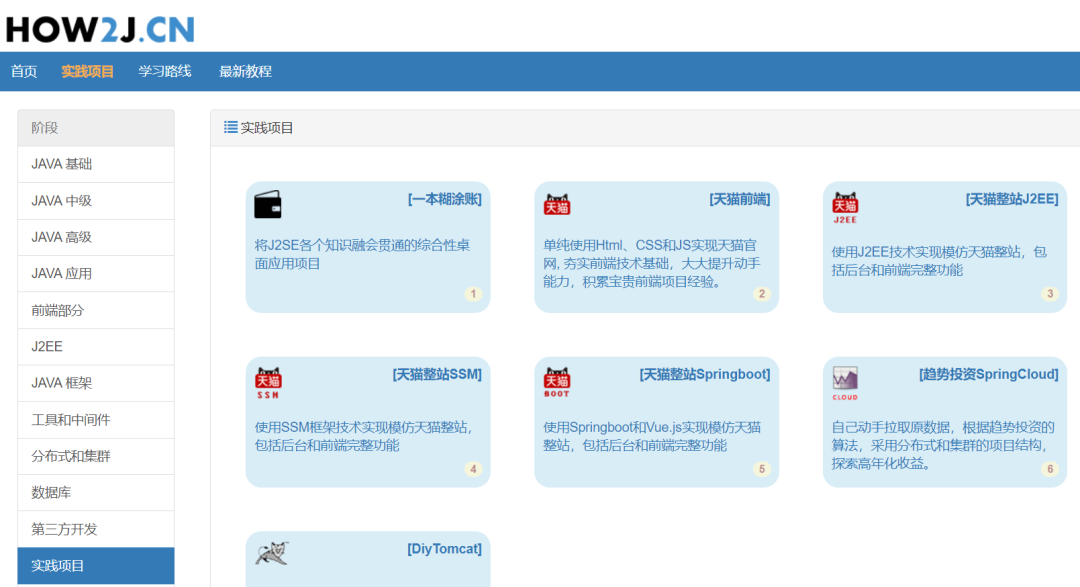 HOW2J.CN
首页 实践项目 学习路线 最新教程
阶段
JAVA 基础
JAVA 中级
JAVA 高级
JAVA 应用
前端部分
J2EE
JAVA 框架
工具和中间件
分布式和集群
数据库
第三方开发
实践项目
实践项目
[一本糊涂账]
将J2SE各个知识融会贯通的综合性桌
面应用项目
1
天猫
[天猫前端]
单纯使用Html、CSS和JS实现天猫官
网, 夯实前端技术基础，大大提升动手
能力，积累宝贵前端项目经验。
2
天猫
J2EE
[天猫整站J2EE]
使用J2EE技术实现模仿天猫整站，包
括后台和前端完整功能
3
天猫
SSH
[天猫整站SSM]
使用SSM框架技术实现模仿天猫整站，
包括后台和前端完整功能
4
天猫
BOOT
[天猫整站Springboot]
使用Springboot和Vue.js实现模仿天猫
整站，包括后台和前端完整功能
5
CLOUD
[趋势投资SpringCloud]
自己动手拉取原数据，根据趋势投资的
算法，采用分布式和集群的项目结构，
探索高年化收益。
6
[DiyTomcat]